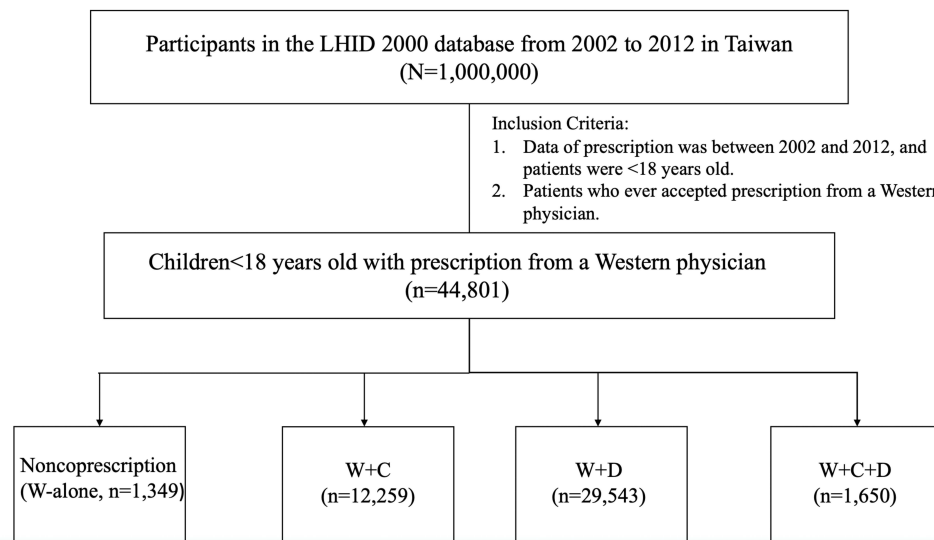 Participants in the LHID 2000 database from 2002 to 2012 in Taiwan
(N=1,000,000)
Inclusion Criteria:
1. Data of prescription was between 2002 and 2012, and
patients were <18 years old.
2. Patients who ever accepted prescription from a Western
physician.
Children<18 years old with prescription from a Western physician
(n=44,801)
Noncoprescription
(W-alone, n=1,349)
W+C
(n=12,259)
W+D
(n=29,543)
W+C+D
(n=1,650)